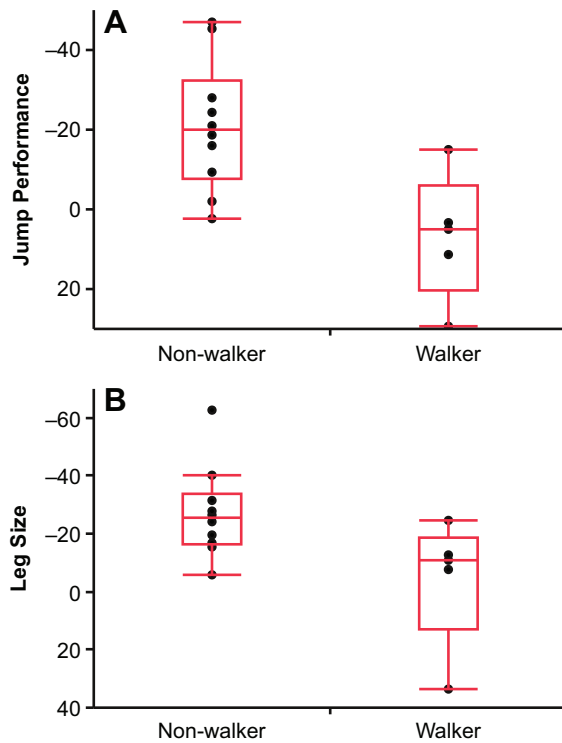 A
Jump Performance
–40
–20
0
20
Non-walker
Walker
B
Leg Size
–60
–40
–20
0
20
40
Non-walker
Walker